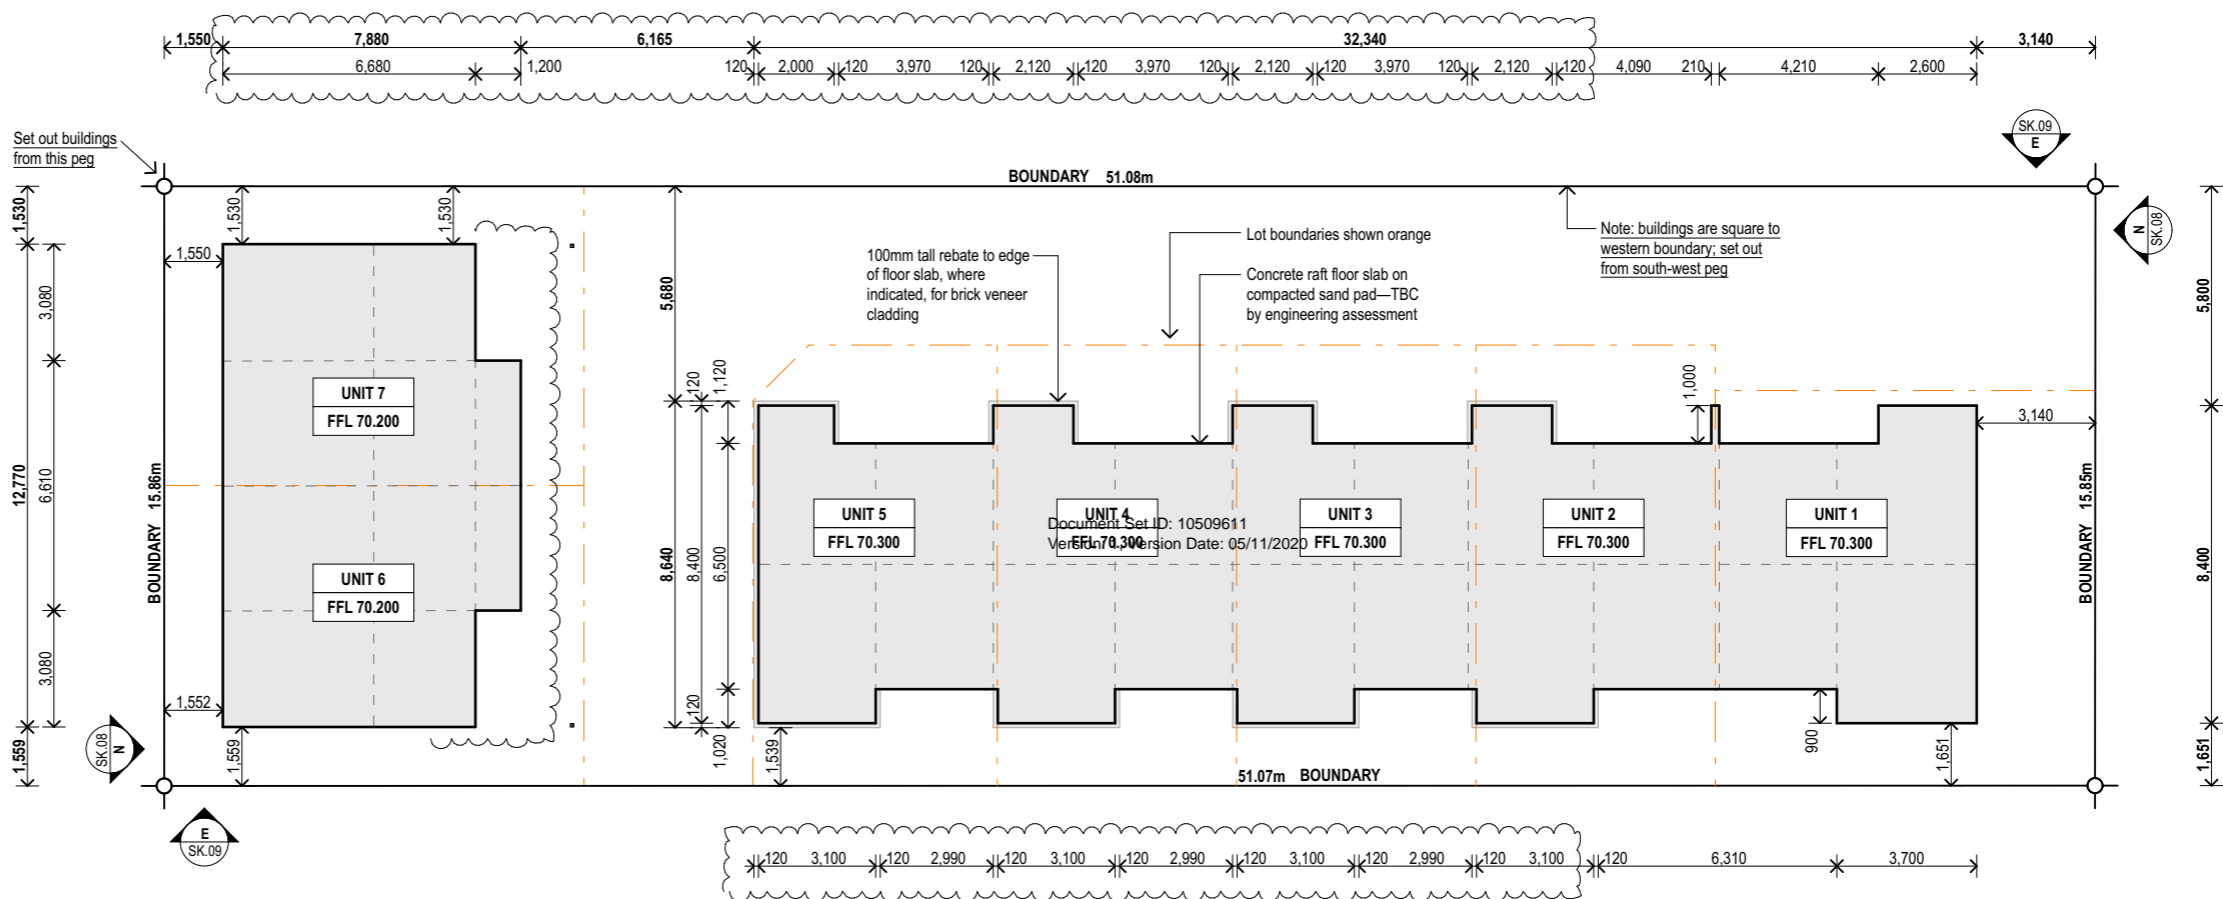 1,550 7,880 6,165 32,340 3,140
6,680 1,200 120 2,000 120 3,970 120 2,120 120 3,970 120 2,120 120 3,970 120 2,120 120 4,090 210 4,210 2,600
Set out buildings
from this peg
SK.09
E
BOUNDARY 51.08m
N
SK.08
1,530
1,530
1,530
1,550
5,680
5,800
100mm tall rebate to edge
of floor slab, where
indicated, for brick veneer
cladding
Lot boundaries shown orange
Concrete raft floor slab on
compacted sand pad—TBC
by engineering assessment
Note: buildings are square to
western boundary; set out
from south-west peg
3,080
12,770
6,610
3,080
1,559
BOUNDARY 15.86m
UNIT 7
FFL 70.200
UNIT 6
FFL 70.200
120
1,120
8,640
8,400
6,500
120
1,020
1,000
3,140
UNIT 5
FFL 70.300
UNIT 4
FFL 70.300
UNIT 3
FFL 70.300
UNIT 2
FFL 70.300
UNIT 1
FFL 70.300
Document Set ID: 10509611
Version: 1, Version Date: 05/11/2020
BOUNDARY 15.85m
8,400
1,651
1,552
1,559
1,539
900
1,651
SK.08
N
51.07m BOUNDARY
E
SK.09
120 3,100 120 2,990 120 3,100 120 2,990 120 3,100 120 2,990 120 3,100 120 6,310 3,700